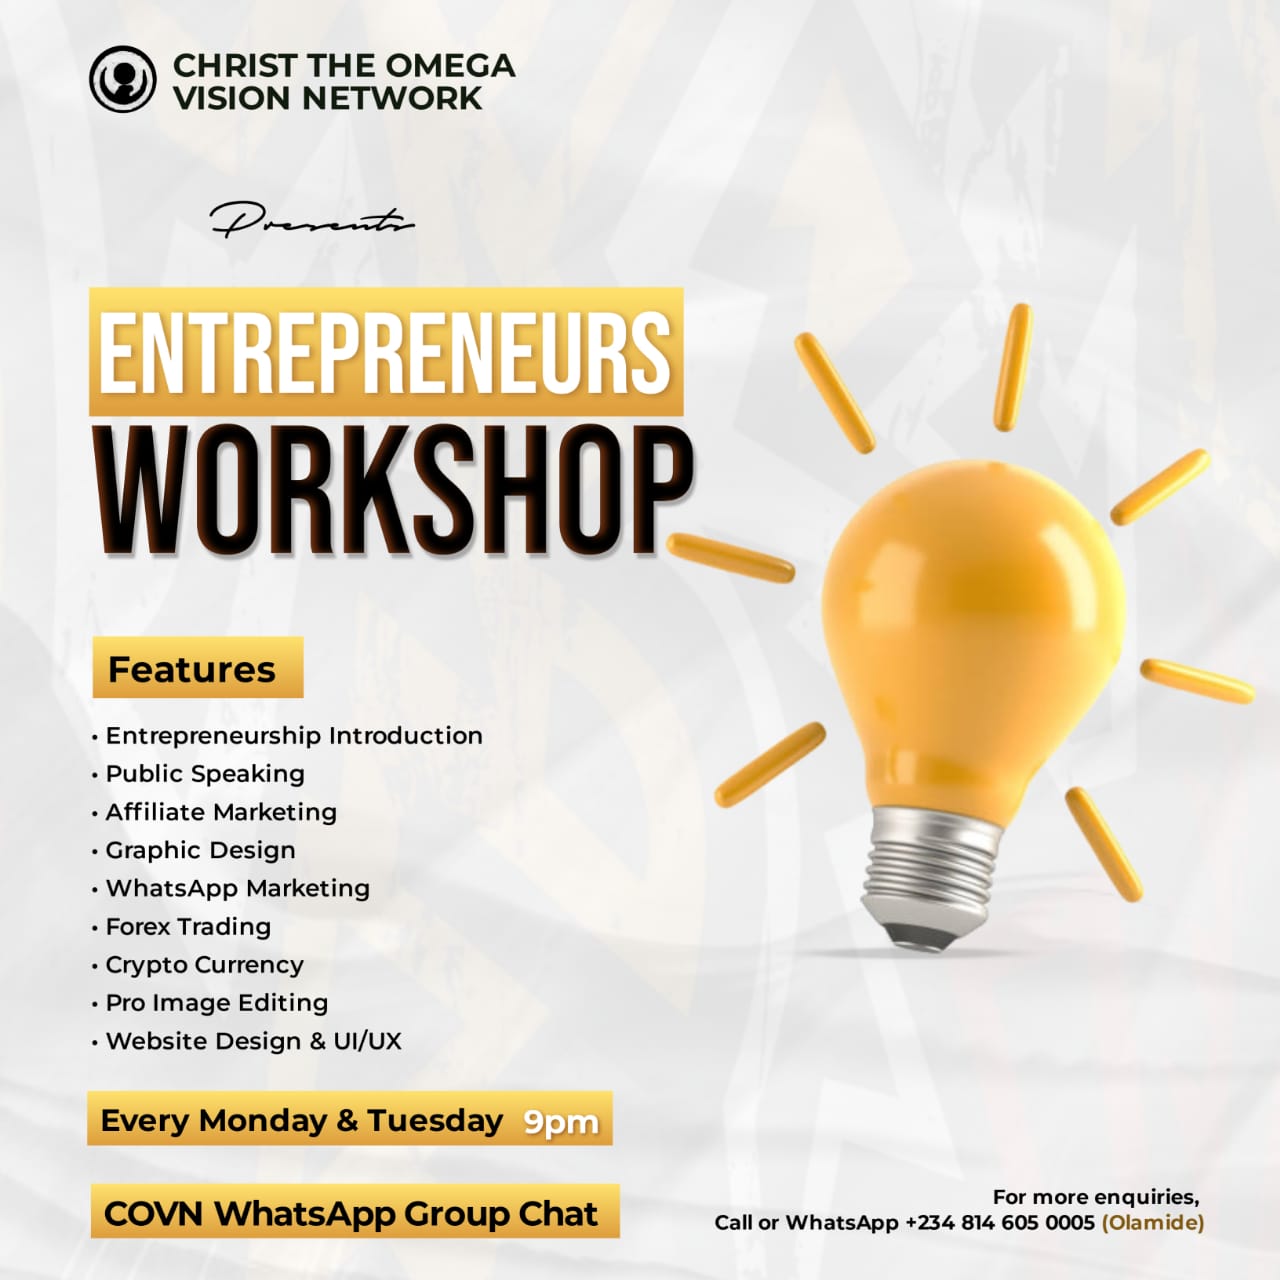 CHRIST THE OMEGA
VISION NETWORK
Presents
ENTREPRENEURS
WORKSHOP
Features
• Entrepreneurship Introduction
• Public Speaking
• Affiliate Marketing
• Graphic Design
• WhatsApp Marketing
• Forex Trading
• Crypto Currency
• Pro Image Editing
• Website Design & UI/UX
Every Monday & Tuesday 9pm
COVN WhatsApp Group Chat
For more enquiries,
Call or WhatsApp +234 814 605 0005 (Olamide)